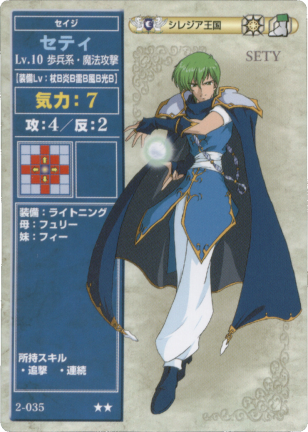 セイジ
セティ
Lv.10 歩兵系・魔法攻撃
【装備Lv：杖B炎B雷B風B光B】
気力：7
攻：4／反：2
装備：ライトニング
母：フュリー
妹：フィー
所持スキル
・追撃 ・連続
2-035 ★★
シレジア王国
SETY